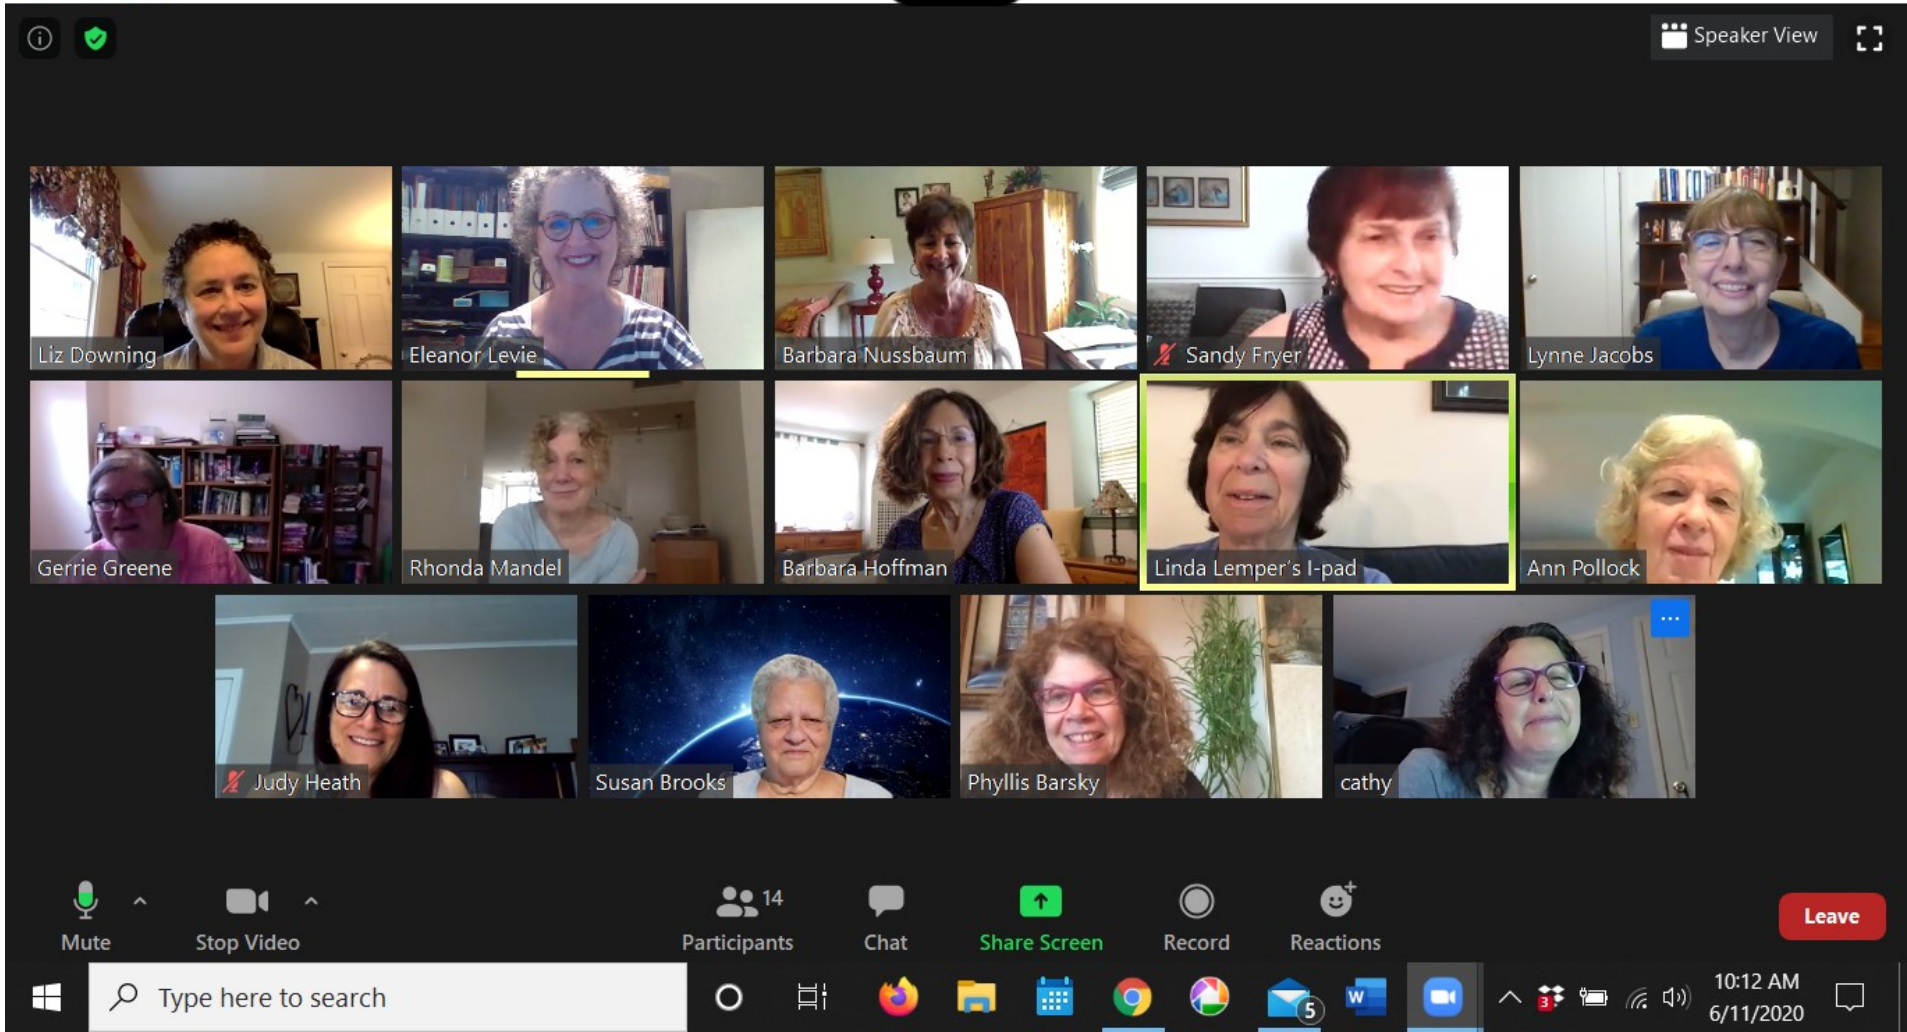 Speaker View
Liz Downing
Eleanor Levie
Barbara Nussbaum
Sandy Fryer
Lynne Jacobs
Gerrie Greene
Rhonda Mandel
Barbara Hoffman
Linda Lemper's I-pad
Ann Pollock
Judy Heath
Susan Brooks
Phyllis Barsky
cathy
14
Mute
Stop Video
Participants
Chat
Share Screen
Record
Reactions
Leave
Type here to search
5
W
3
10:12 AM
6/11/2020